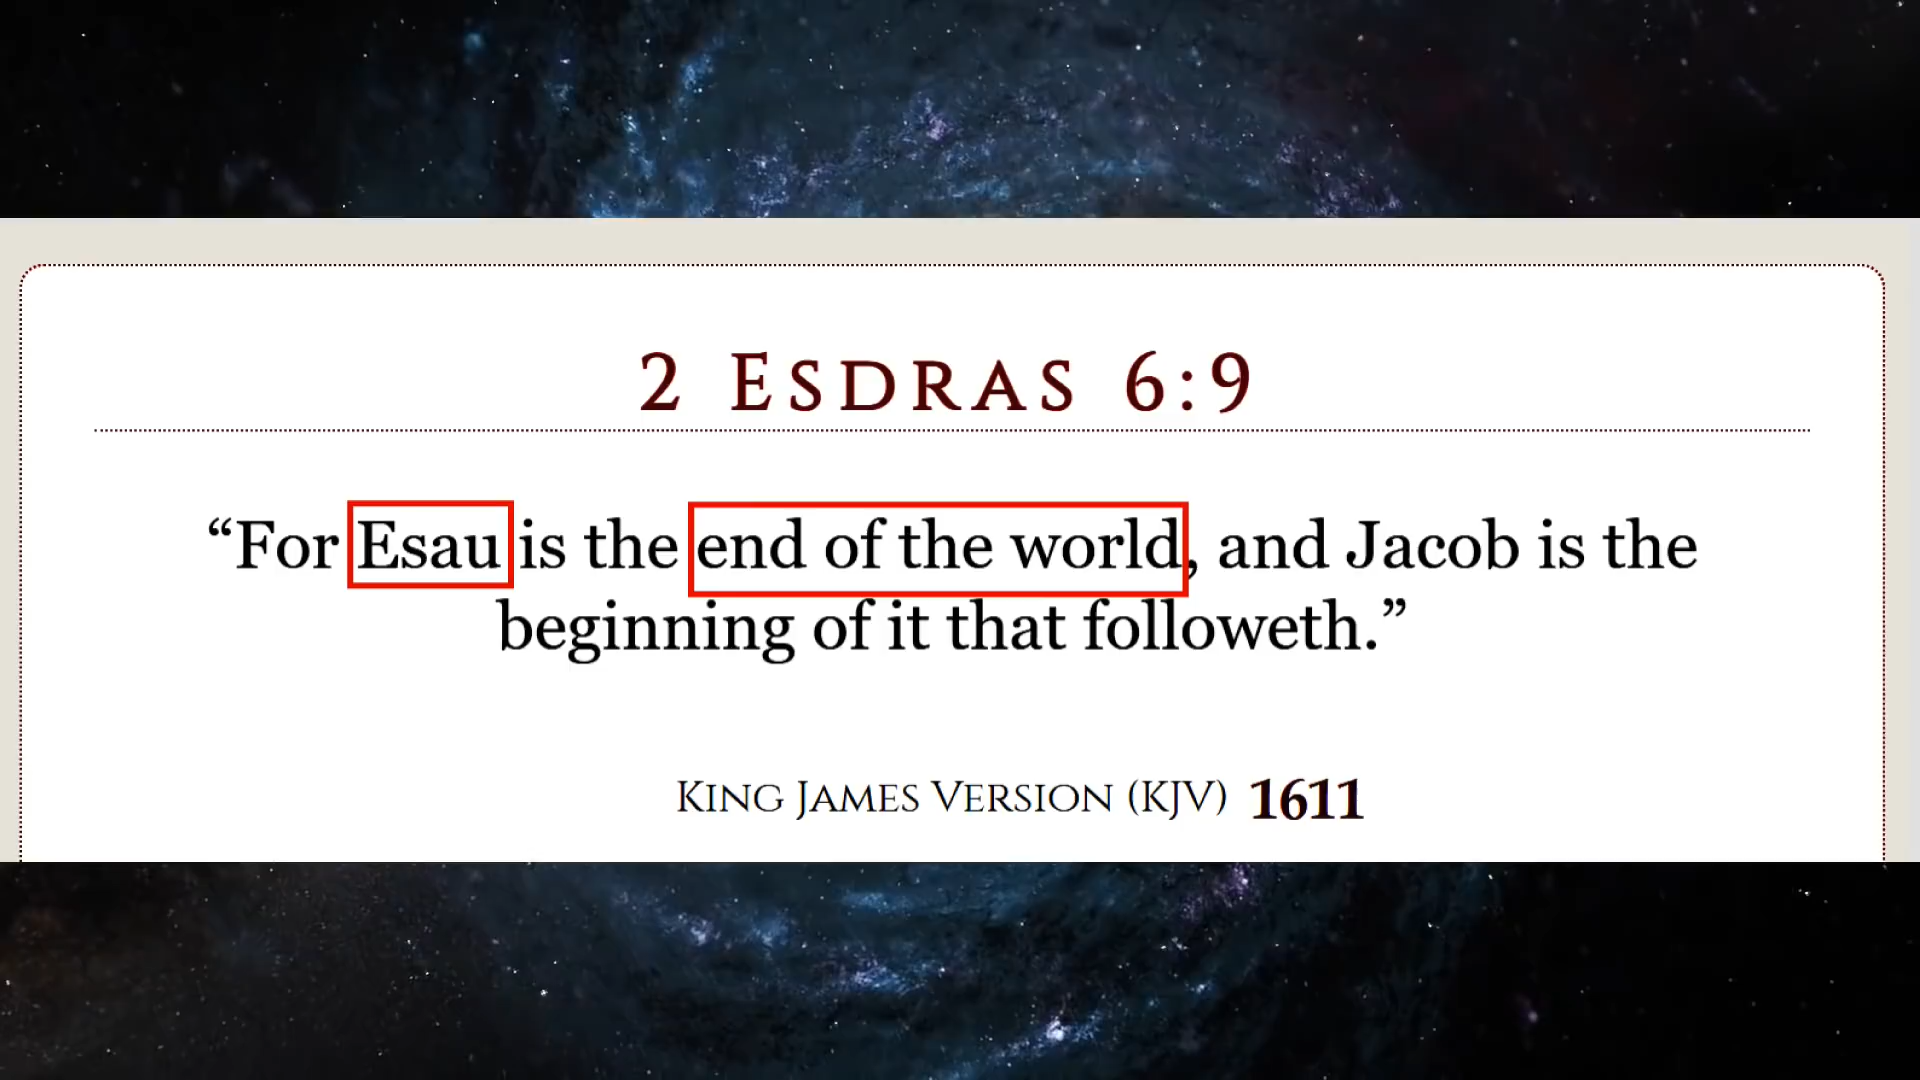 2 ESDRAS 6:9
“For Esau is the end of the world, and Jacob is the
beginning of it that followeth.”
KING JAMES VERSION (KJV) 1611